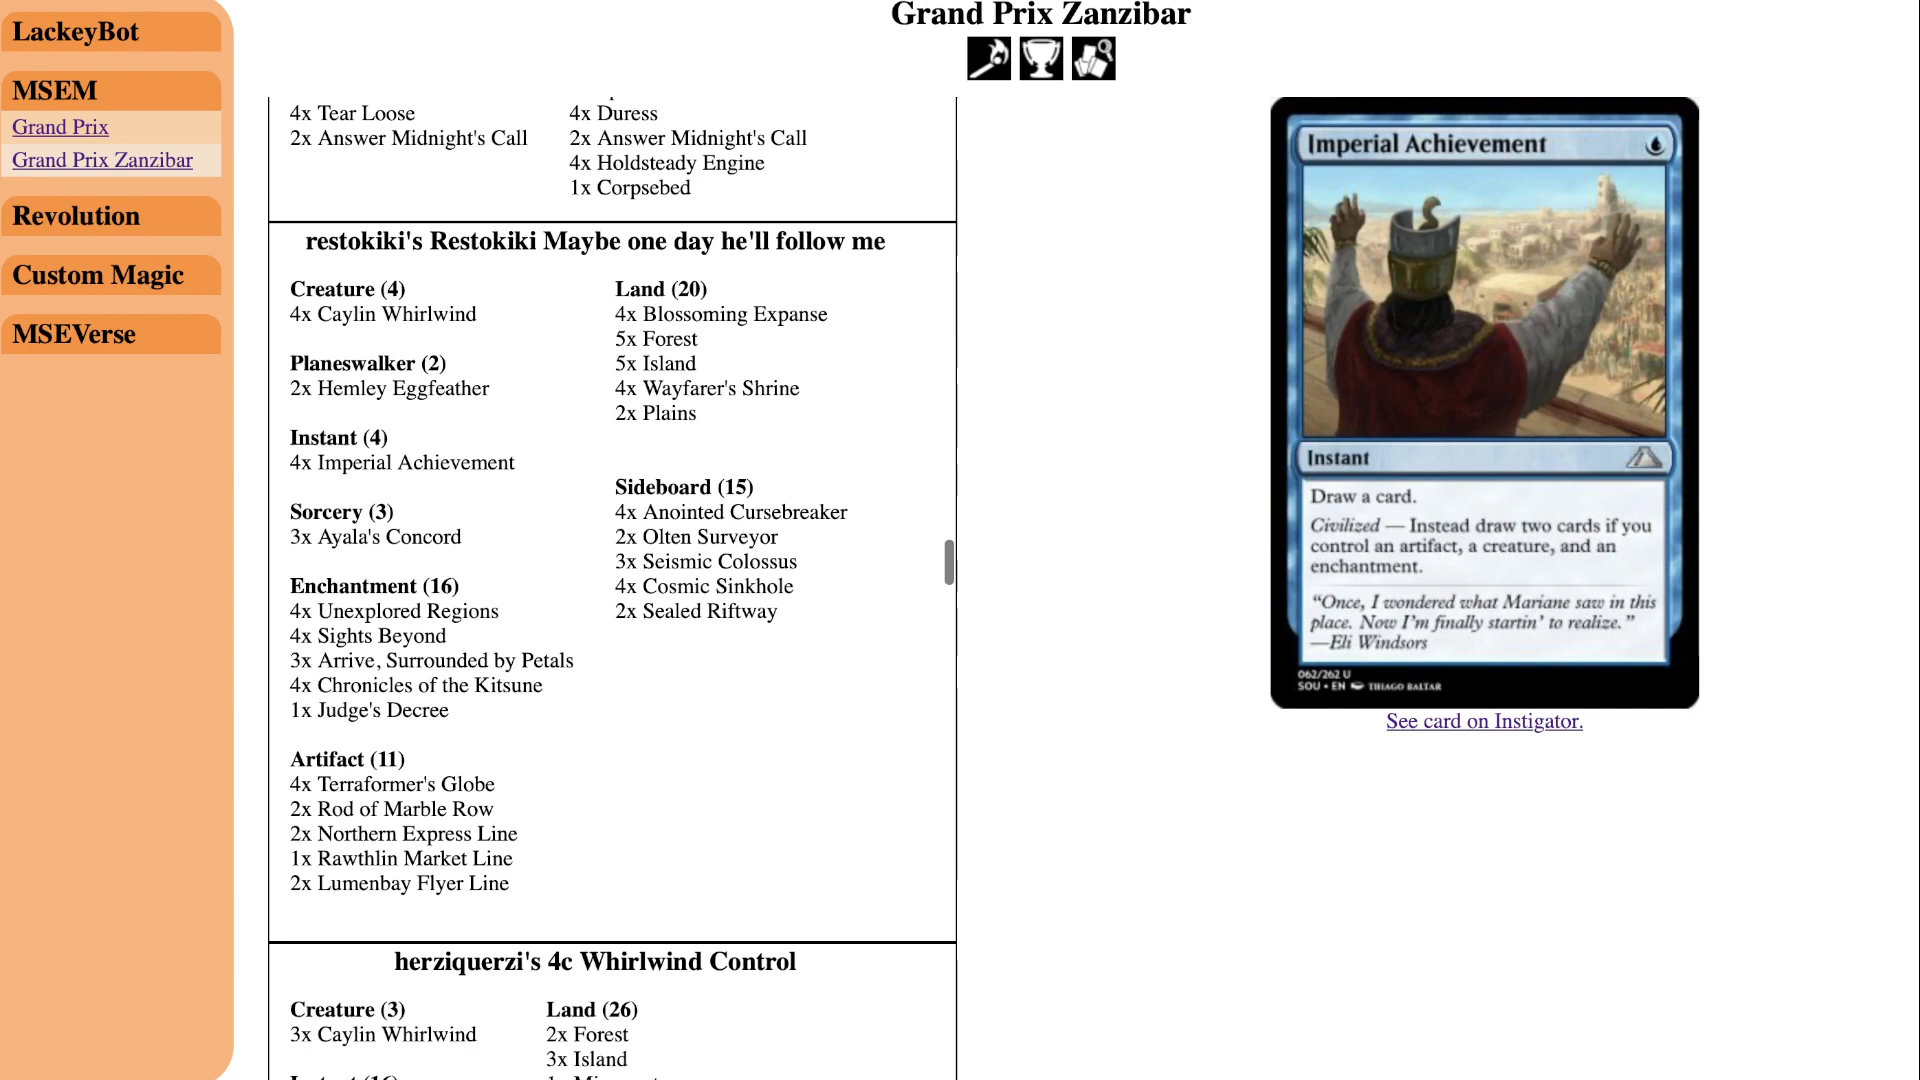 Grand Prix Zanzibar
LackeyBot
MSEM
Grand Prix
Grand Prix Zanzibar
Revolution
Custom Magic
MSEVerse
4x Tear Loose
2x Answer Midnight's Call
4x Duress
2x Answer Midnight's Call
4x Holdsteady Engine
1x Corpsebed
restokiki's Restokiki Maybe one day he'll follow me
Creature (4)
4x Caylin Whirlwind
Planeswalker (2)
2x Hemley Eggfeather
Instant (4)
4x Imperial Achievement
Sorcery (3)
3x Ayala's Concord
Enchantment (16)
4x Unexplored Regions
4x Sights Beyond
3x Arrive, Surrounded by Petals
4x Chronicles of the Kitsune
1x Judge's Decree
Artifact (11)
4x Terraformer's Globe
2x Rod of Marble Row
2x Northern Express Line
1x Rawthlin Market Line
2x Lumenbay Flyer Line
Land (20)
4x Blossoming Expanse
5x Forest
5x Island
4x Wayfarer's Shrine
2x Plains
Sideboard (15)
4x Anointed Cursebreaker
2x Olten Surveyor
3x Seismic Colossus
4x Cosmic Sinkhole
2x Sealed Riftway
herziquerzi's 4c Whirlwind Control
Creature (3)
3x Caylin Whirlwind
Land (26)
2x Forest
3x Island
Imperial Achievement
Instant
Draw a card.
Civilized — Instead draw two cards if you
control an artifact, a creature, and an
enchantment.
“Once, I wondered what Mariane saw in this
place. Now I’m finally startin’ to realize.”
—Eli Windsors
062/262 U
SOU • EN THIAGO BALTAR
See card on Instigator.